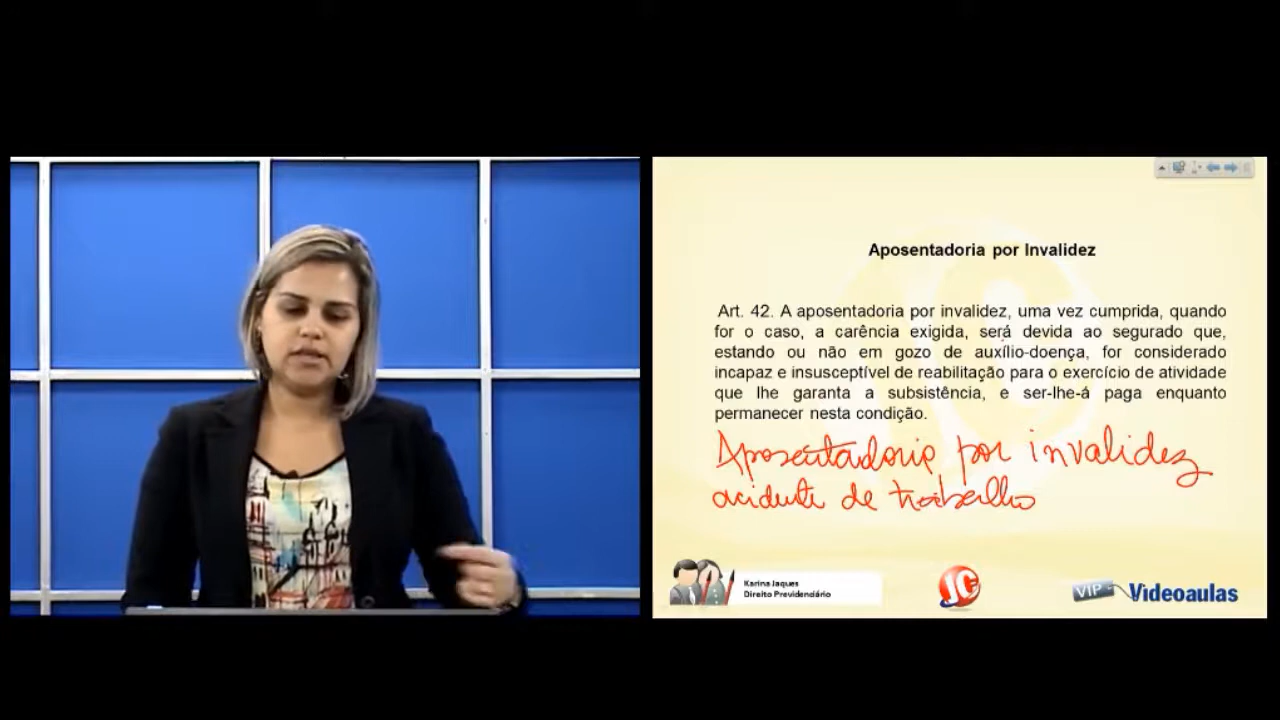 Aposentadoria por Invalidez
Art. 42. A aposentadoria por invalidez, uma vez cumprida, quando
for o caso, a carência exigida, será devida ao segurado que,
estando ou não em gozo de auxílio-doença, for considerado
incapaz e insusceptível de reabilitação para o exercício de atividade
que lhe garanta a subsistência, e ser-lhe-á paga enquanto
permanecer nesta condição.
Aposentadoria por invalidez
acidente de trabalho
Karina Jaques
Direito Previdenciário
JC
VIP Videoaulas